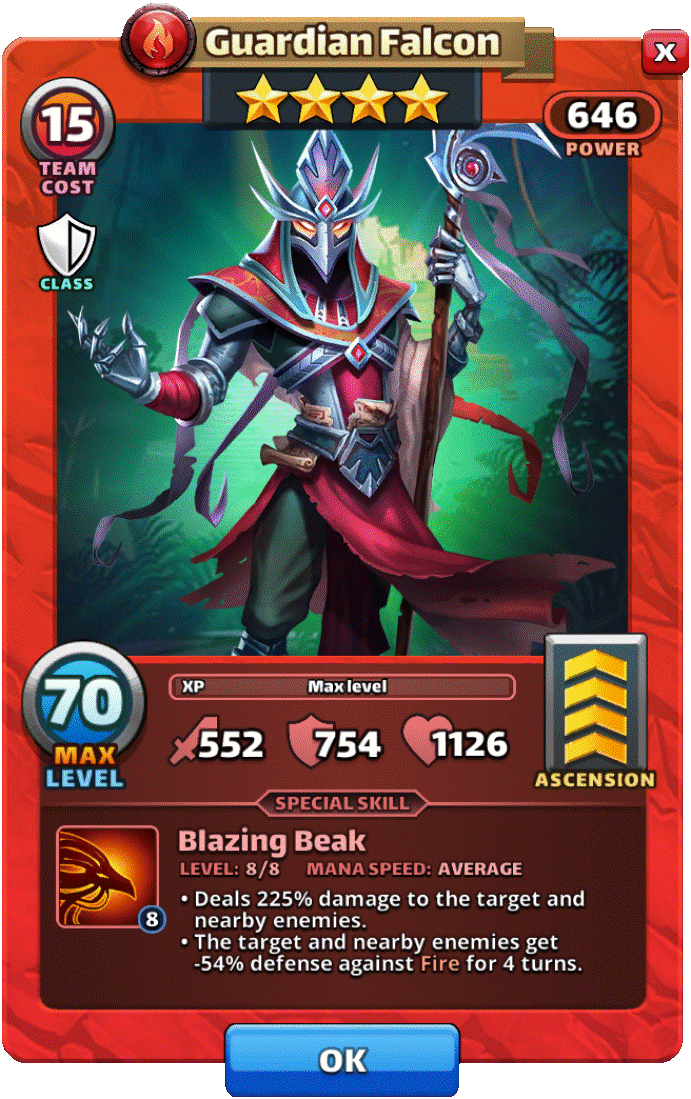 Guardian Falcon
X
15
TEAM
COST
646
POWER
CLASS
70
MAX
LEVEL
XP Max level
552 754 1126
ASCENSION
SPECIAL SKILL
Blazing Beak
LEVEL: 8/8 MANA SPEED: AVERAGE
8
• Deals 225% damage to the target and
nearby enemies.
• The target and nearby enemies get
-54% defense against Fire for 4 turns.
OK